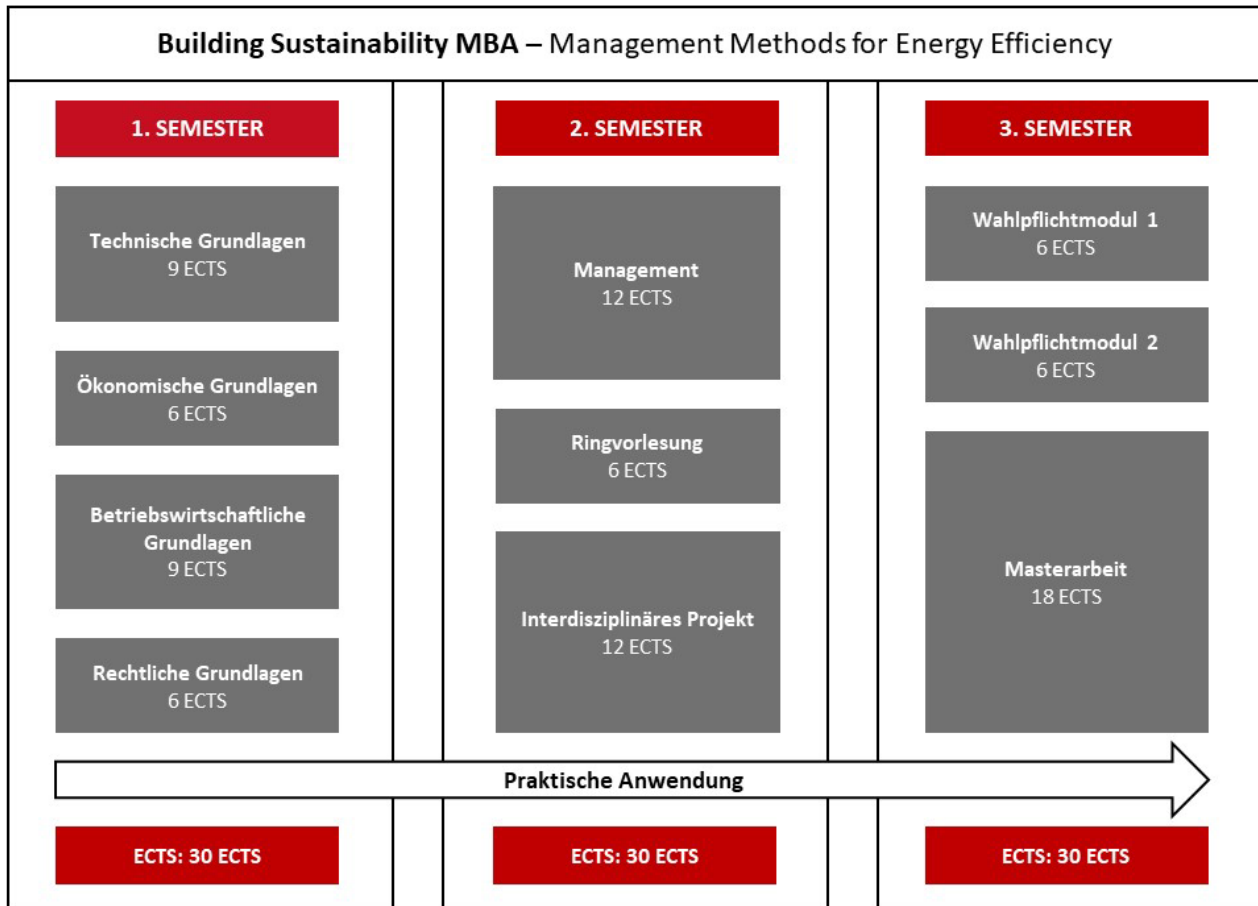 Building Sustainability MBA – Management Methods for Energy Efficiency
1. SEMESTER
Technische Grundlagen
9 ECTS
Ökonomische Grundlagen
6 ECTS
Betriebswirtschaftliche
Grundlagen
9 ECTS
Rechtliche Grundlagen
6 ECTS
2. SEMESTER
Management
12 ECTS
Ringvorlesung
6 ECTS
Interdisziplinäres Projekt
12 ECTS
3. SEMESTER
Wahlpflichtmodul 1
6 ECTS
Wahlpflichtmodul 2
6 ECTS
Masterarbeit
18 ECTS
Praktische Anwendung
ECTS: 30 ECTS
ECTS: 30 ECTS
ECTS: 30 ECTS